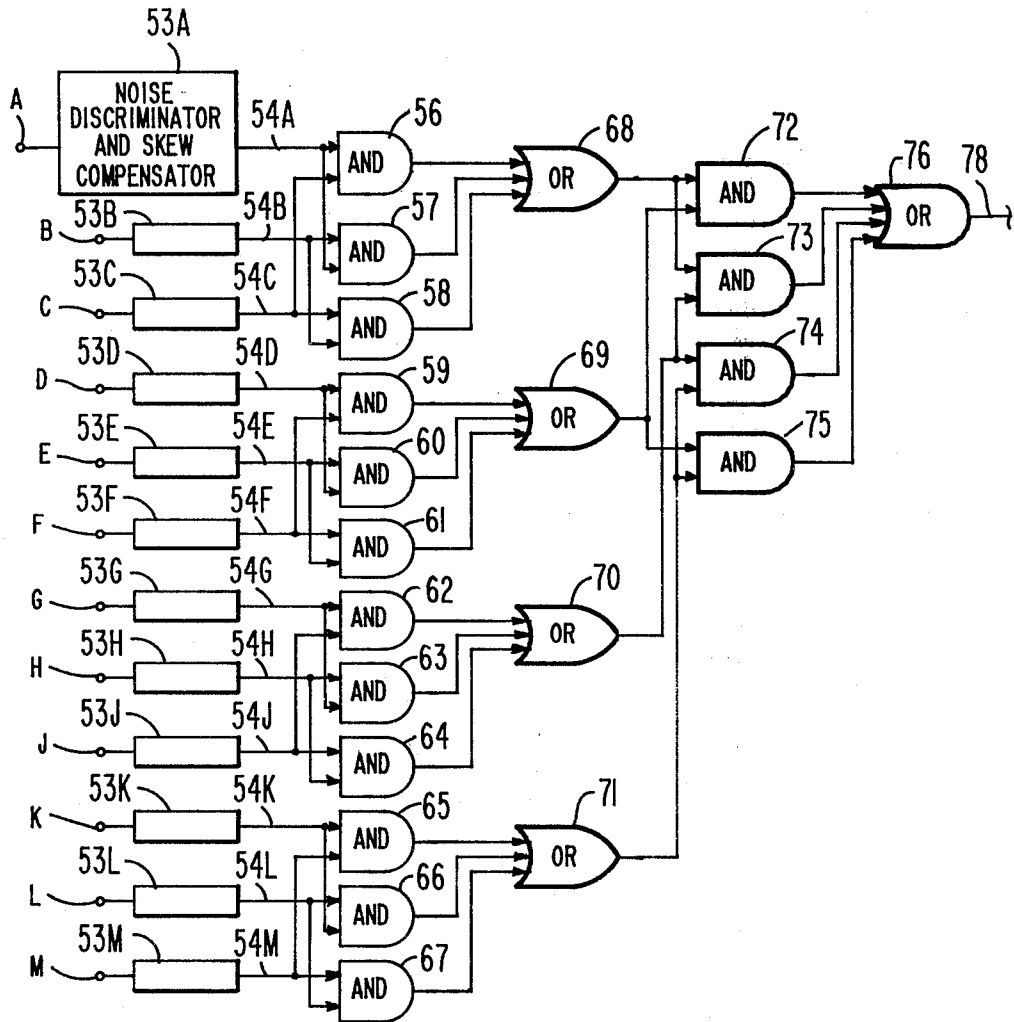 53A
A
NOISE
DISCRIMINATOR
AND SKEW
COMPENSATOR
54A
56
AND
68
OR
72
AND
76
OR
78
53B
B
54B
57
AND
73
AND
53C
C
54C
58
AND
74
AND
53D
D
54D
59
AND
69
OR
75
AND
53E
E
54E
60
AND
53F
F
54F
61
AND
53G
G
54G
62
AND
70
OR
53H
H
54H
63
AND
53J
J
54J
64
AND
53K
K
54K
65
AND
71
OR
53L
L
54L
66
AND
53M
M
54M
67
AND